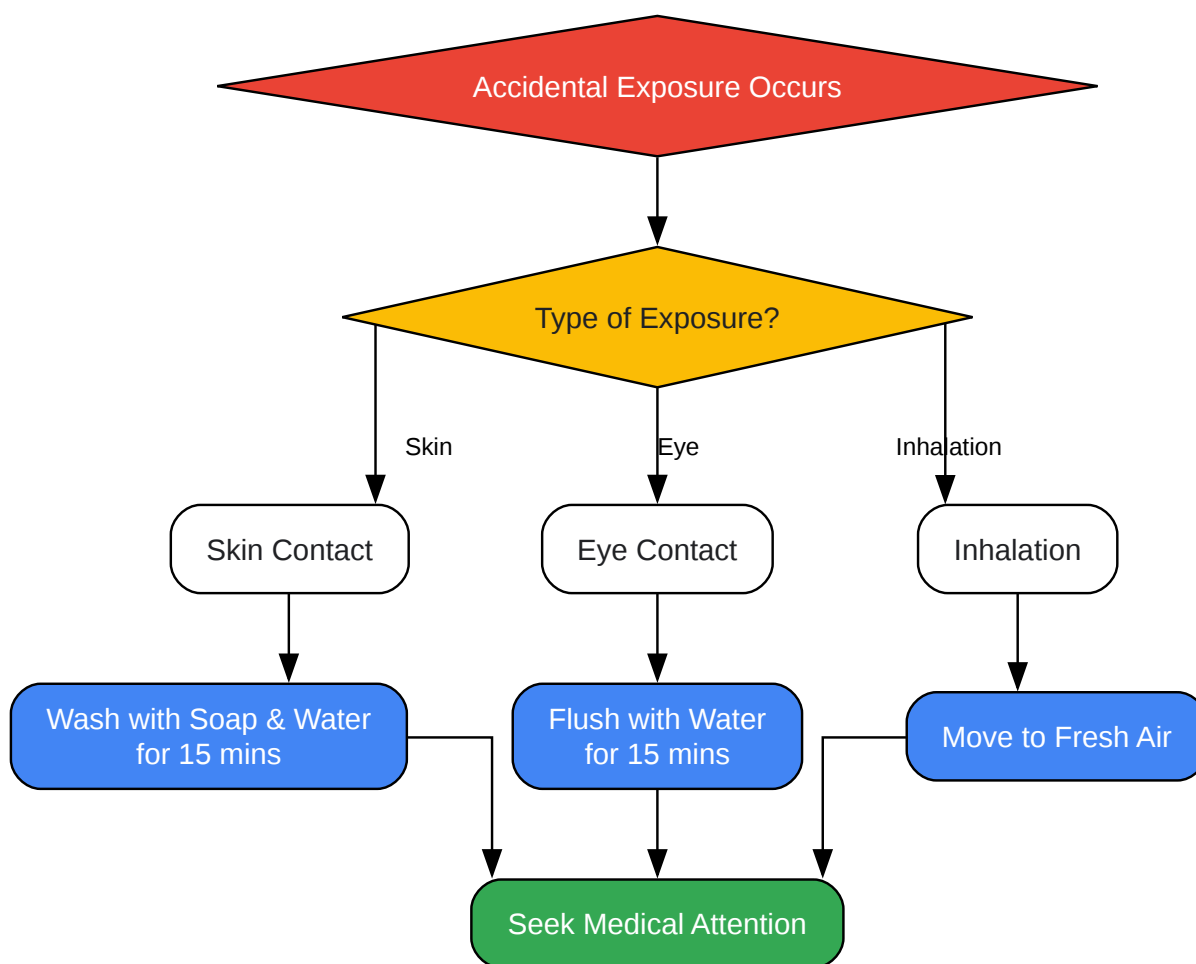 Accidental Exposure Occurs
Type of Exposure?
Skin
Eye
Inhalation
Skin Contact
Eye Contact
Inhalation
Wash with Soap & Water
for 15 mins
Flush with Water
for 15 mins
Move to Fresh Air
Seek Medical Attention